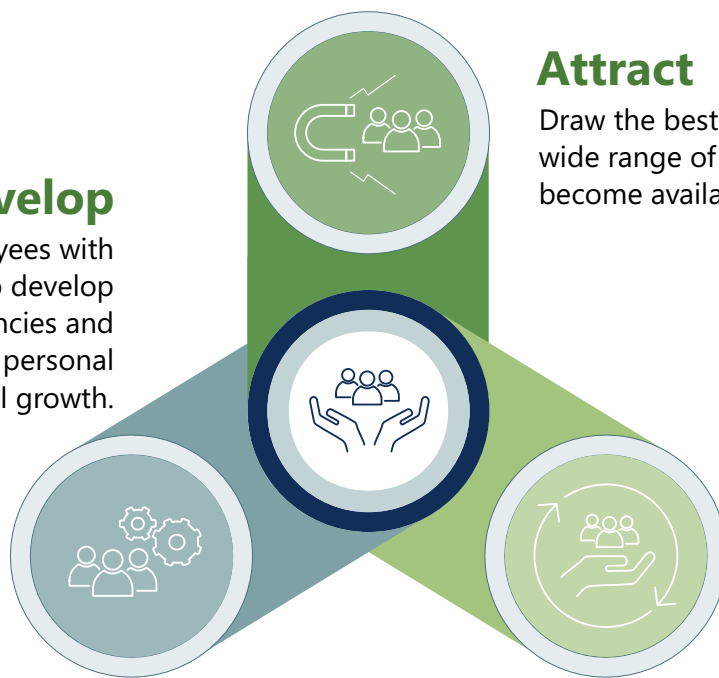 Attract
Draw the best
wide range of
become availa
velop
yees with
develop
ncies and
personal
l growth.